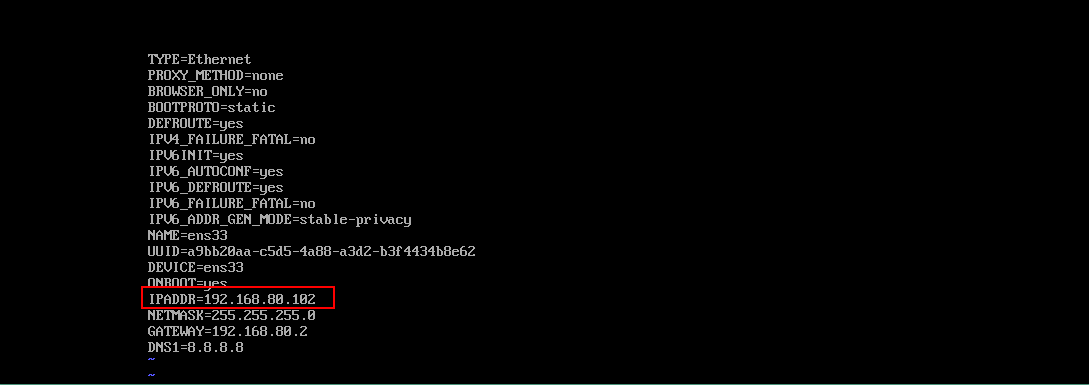 TYPE=Ethernet
PROXY_METHOD=none
BROWSER_ONLY=no
BOOTPROTO=static
DEFROUTE=yes
IPV4_FAILURE_FATAL=no
IPV6INIT=yes
IPV6_AUTOCONF=yes
IPV6_DEFROUTE=yes
IPV6_FAILURE_FATAL=no
IPV6_ADDR_GEN_MODE=stable-privacy
NAME=ens33
UUID=a9bb20aa-c5d5-4a88-a3d2-b3f4434b8e62
DEVICE=ens33
ONBOOT=yes
IPADDR=192.168.80.102
NETMASK=255.255.255.0
GATEWAY=192.168.80.2
DNS1=8.8.8.8
~
~